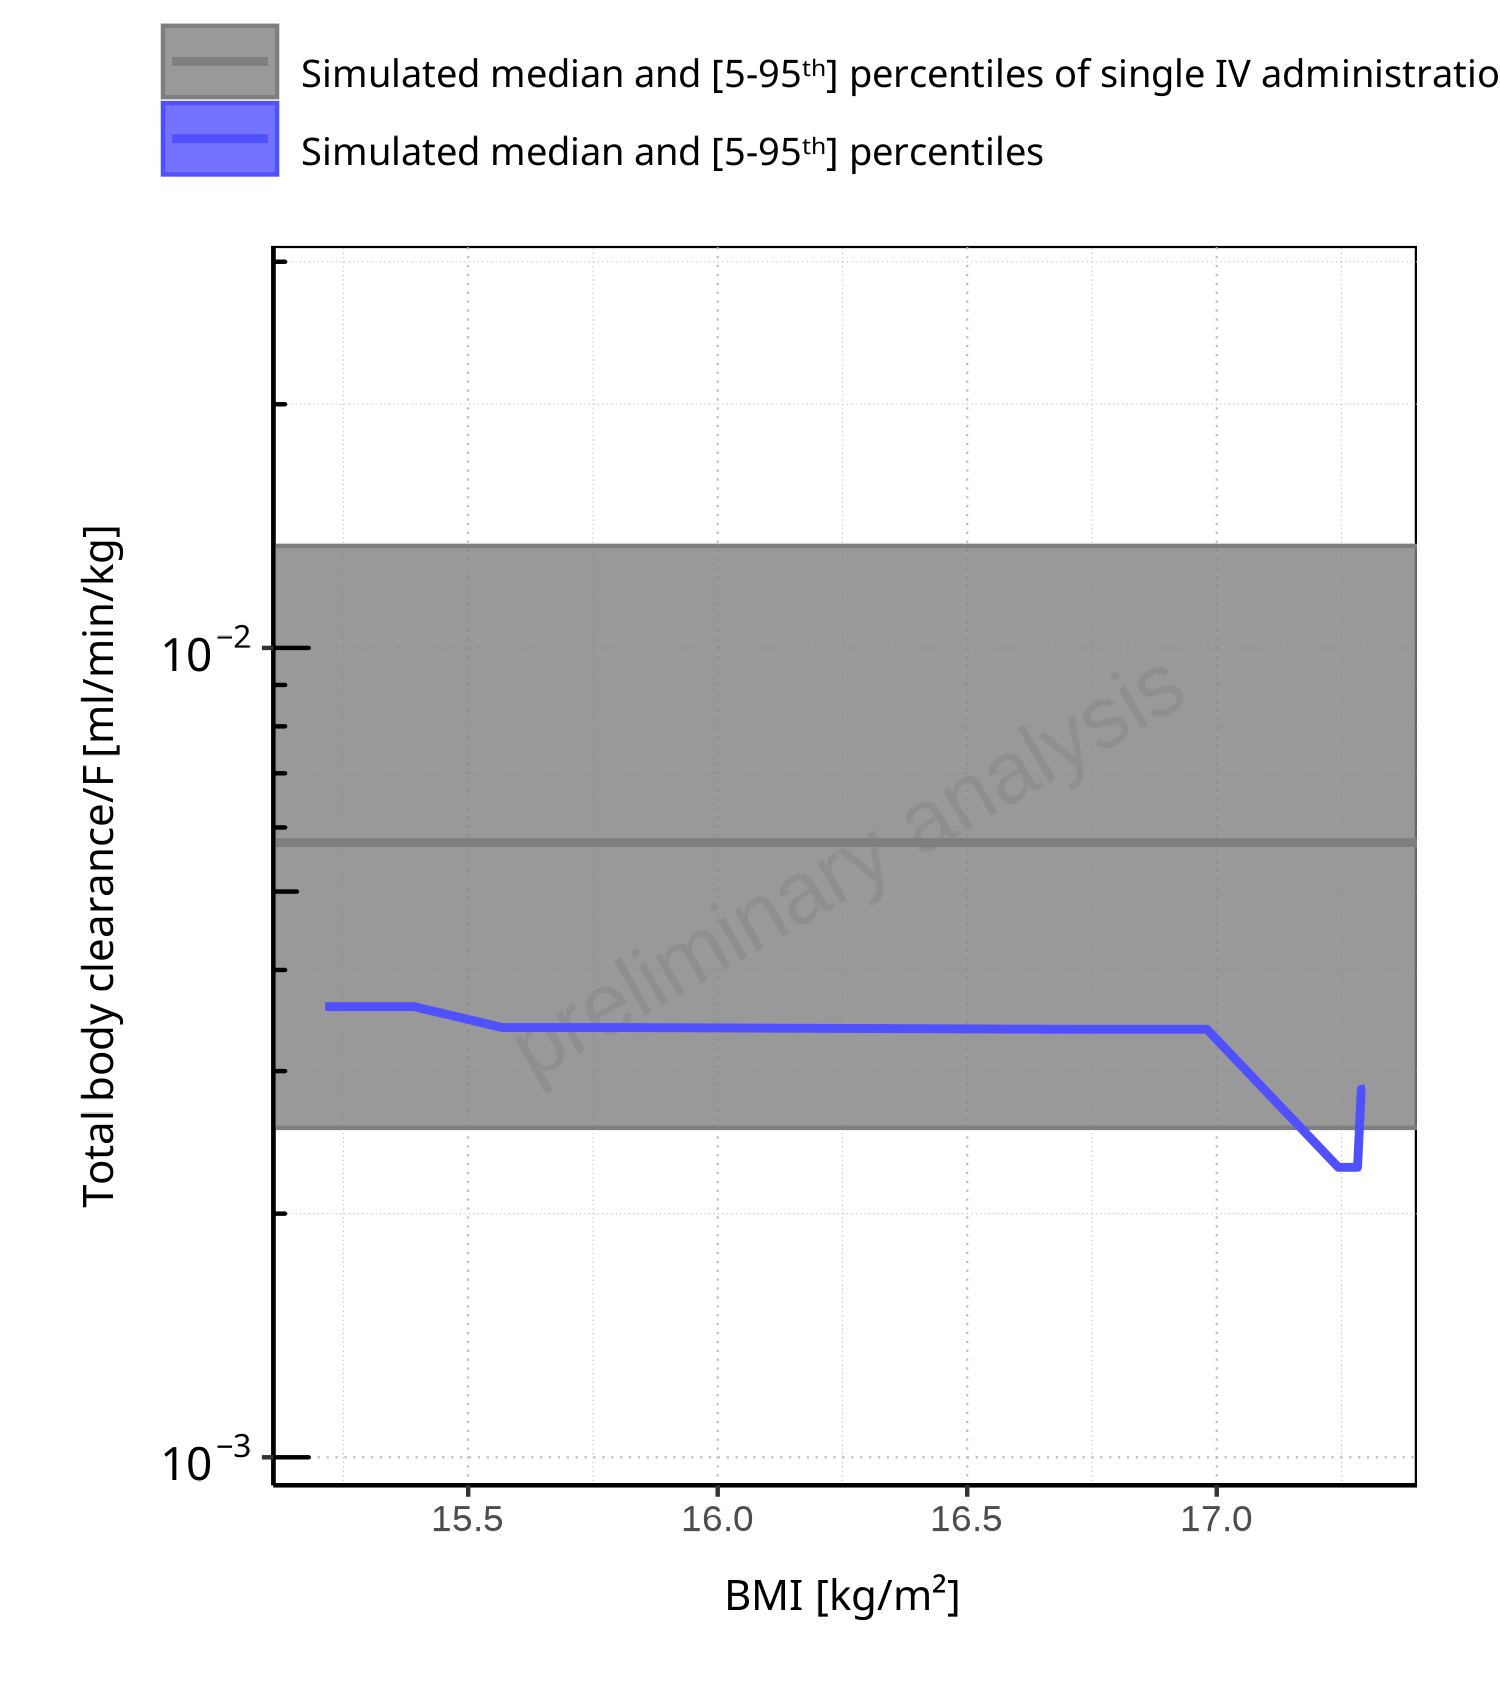 Simulated median and [5-95ᵗʰ] percentiles of single IV administratio
Simulated median and [5-95ᵗʰ] percentiles
Total body clearance/F [ml/min/kg]
10⁻²
10⁻³
preliminary analysis
15.5 16.0 16.5 17.0
BMI [kg/m²]